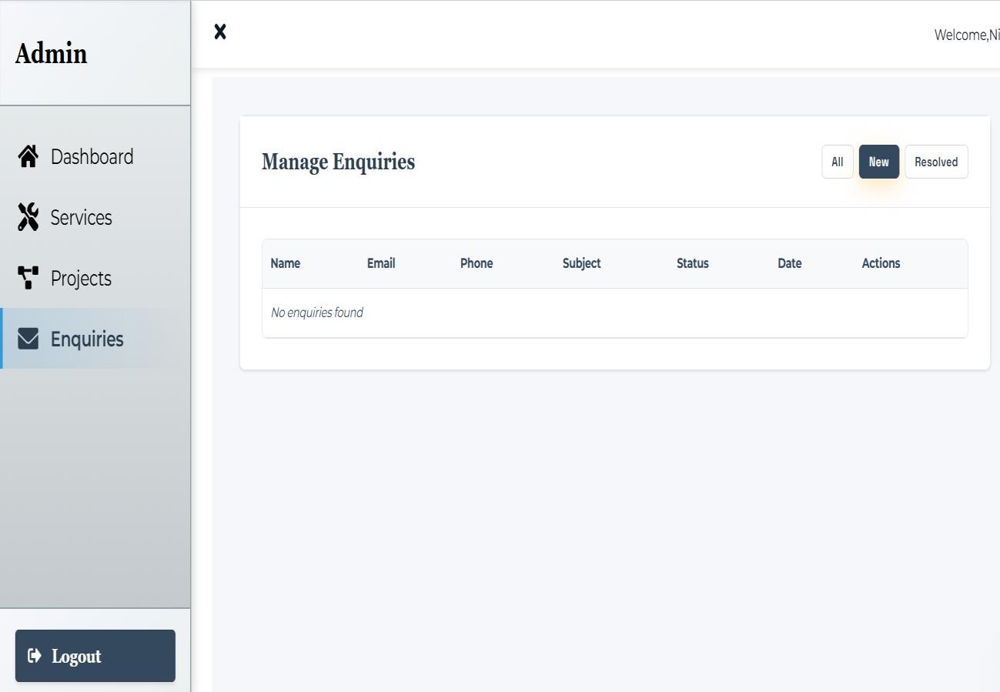 Admin
Welcome,Ni
Dashboard
Services
Projects
Enquiries
Logout
Manage Enquiries
All New Resolved
Name Email Phone Subject Status Date Actions
No enquiries found